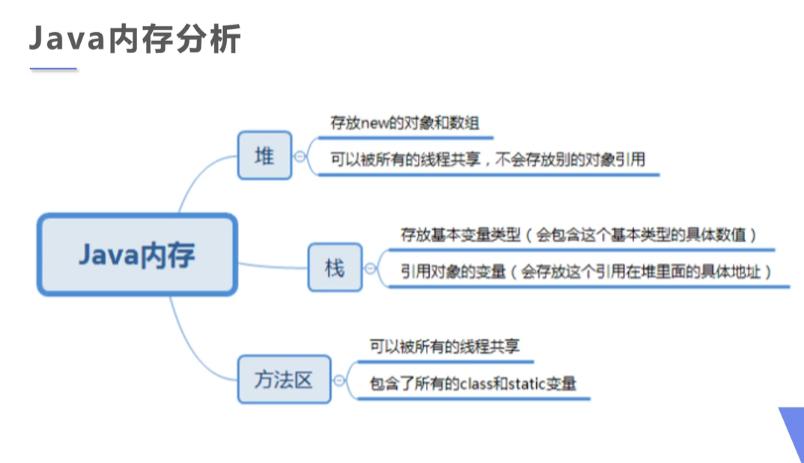 Java内存分析
堆
存放new的对象和数组
可以被所有的线程共享，不会存放别的对象引用
Java内存
栈
存放基本变量类型（会包含这个基本类型的具体数值）
引用对象的变量（会存放这个引用在堆里面的具体地址）
方法区
可以被所有的线程共享
包含了所有的class和static变量